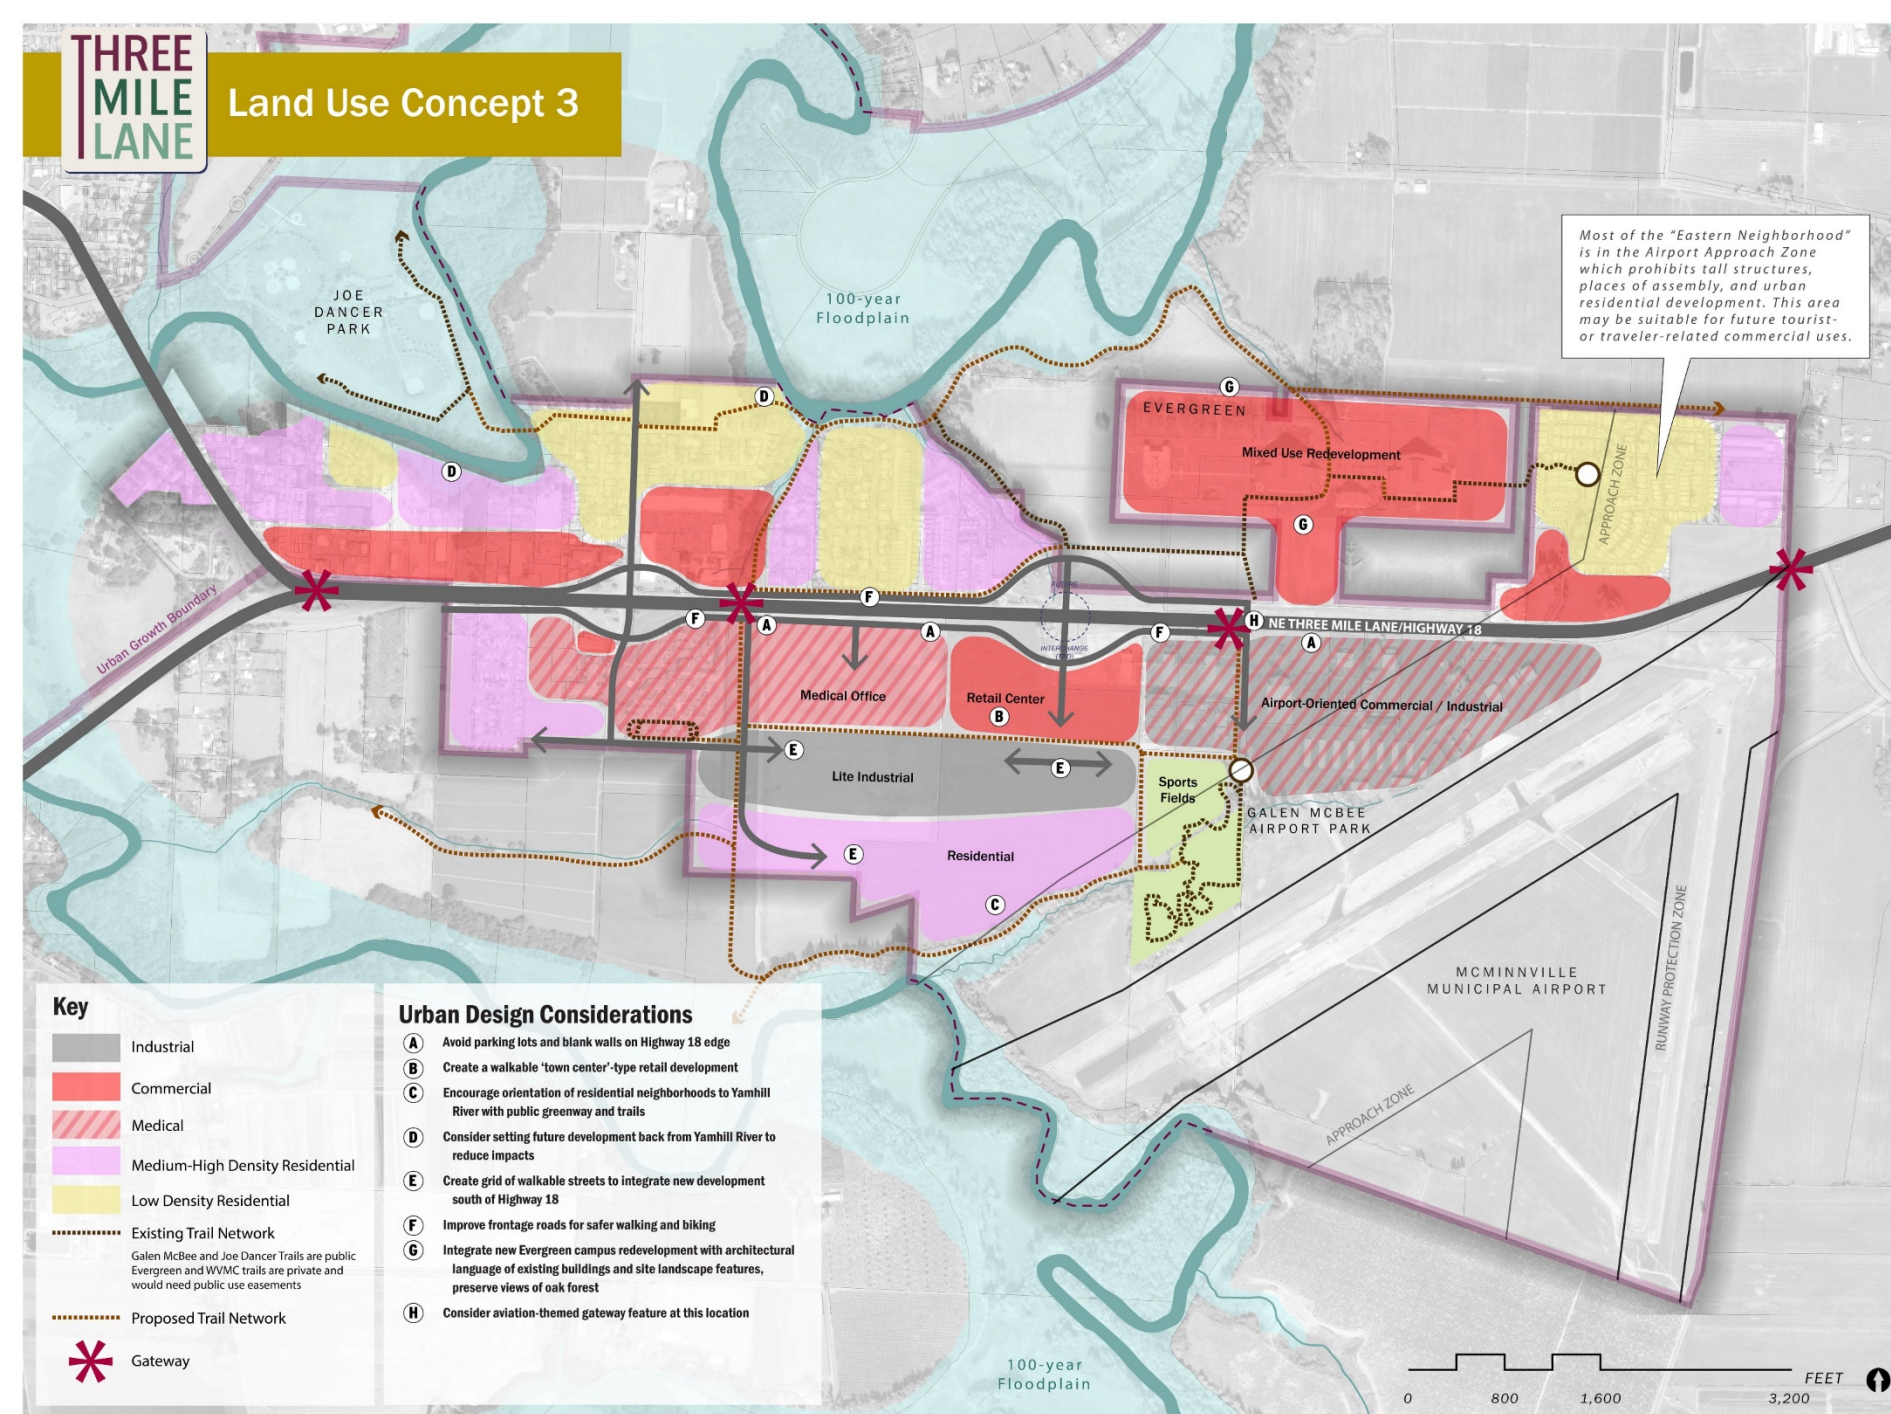 THREE
MILE
LANE
Land Use Concept 3
Most of the “Eastern Neighborhood”
is in the Airport Approach Zone
which prohibits tall structures,
places of assembly, and urban
residential development. This area
may be suitable for future tourist-
or traveler-related commercial uses.
JOE
DANCER
PARK
100-year
Floodplain
D
G
EVERGREEN
Mixed Use Redevelopment
APPROACH ZONE
D
G
Urban Growth Boundary
FUTURE
F
F
A
A
F
H
NE THREE MILE LANE/HIGHWAY 18
A
Medical Office
Retail Center
B
Airport-Oriented Commercial / Industrial
E
E
Lite Industrial
Sports
Fields
GALEN MCBEE
AIRPORT PARK
E
Residential
C
MCMINNVILLE
MUNICIPAL AIRPORT
RUNWAY PROTECTION ZONE
APPROACH ZONE
Key
Industrial
Commercial
Medical
Medium-High Density Residential
Low Density Residential
Existing Trail Network
Galen McBee and Joe Dancer Trails are public
Evergreen and WVMC trails are private and
would need public use easements
Proposed Trail Network
Gateway
Urban Design Considerations
A Avoid parking lots and blank walls on Highway 18 edge
B Create a walkable ‘town center’-type retail development
C Encourage orientation of residential neighborhoods to Yamhill
River with public greenway and trails
D Consider setting future development back from Yamhill River to
reduce impacts
E Create grid of walkable streets to integrate new development
south of Highway 18
F Improve frontage roads for safer walking and biking
G Integrate new Evergreen campus redevelopment with architectural
language of existing buildings and site landscape features,
preserve views of oak forest
H Consider aviation-themed gateway feature at this location
100-year
Floodplain
FEET
0 800 1,600 3,200